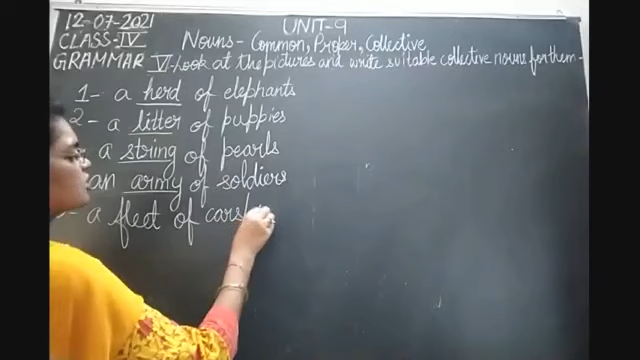 12-07-2021
UNIT-9
CLASS-IV
Nouns- Common, Proper, Collective
GRAMMAR
V. Look at the pictures and write suitable collective nouns for them-
1- a herd of elephants
2- a litter of puppies
- a string of pearls
an army of soldiers
- a fleet of cars